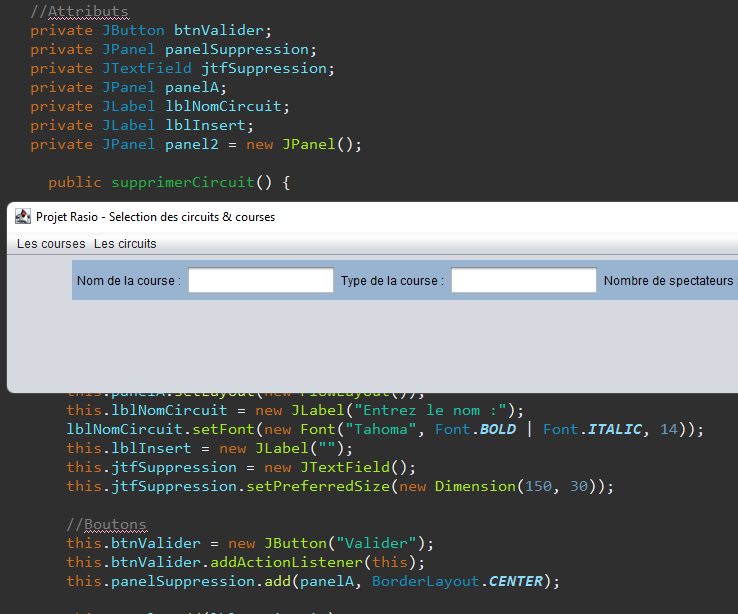 //Attributs
private JButton btnValider;
private JPanel panelSuppression;
private JTextField jtfSuppression;
private JPanel panelA;
private JLabel lblNomCircuit;
private JLabel lblInsert;
private JPanel panel2 = new JPanel();
public supprimerCircuit() {
Projet Rasio - Selection des circuits & courses
Les courses Les circuits
Nom de la course : Type de la course : Nombre de spectateurs
this.panelA.setLayout(new FlowLayout());
this.lblNomCircuit = new JLabel("Entrez le nom :");
lblNomCircuit.setFont(new Font("Tahoma", Font.BOLD | Font.ITALIC, 14));
this.lblInsert = new JLabel("");
this.jtfSuppression = new JTextField();
this.jtfSuppression.setPreferredSize(new Dimension(150, 30));
//Boutons
this.btnValider = new JButton("Valider");
this.btnValider.addActionListener(this);
this.panelSuppression.add(panelA, BorderLayout.CENTER);